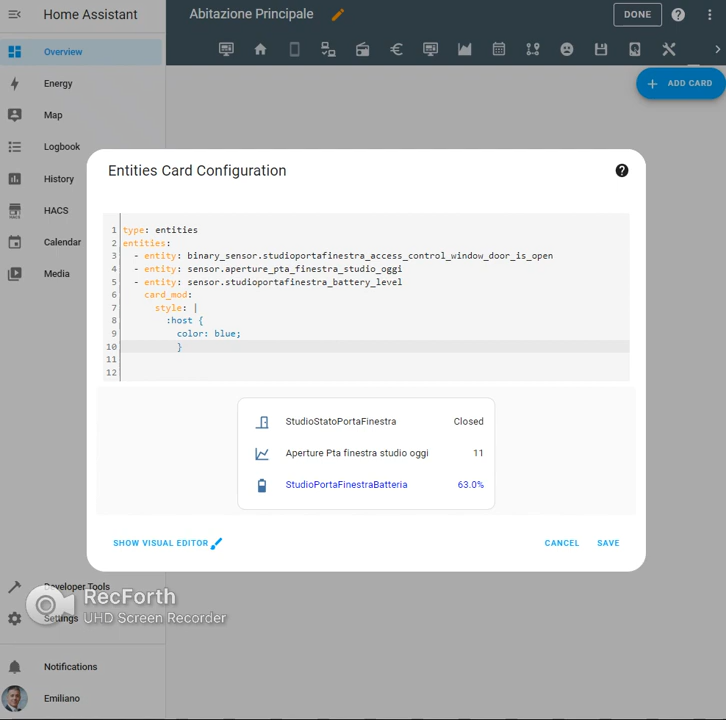 Home Assistant
Abitazione Principale
DONE
Overview
ADD CARD
Energy
Map
Logbook
History
HACS
Calendar
Media
Entities Card Configuration
1 type: entities
2 entities:
3 - entity: binary_sensor.studioportafinestra_access_control_window_door_is_open
4 - entity: sensor.aperture_pta_finestra_studio_oggi
5 - entity: sensor.studioportafinestra_battery_level
6 card_mod:
7 style: |
8 :host {
9 color: blue;
10 }
11
12
StudioStatoPortaFinestra Closed
Aperture Pta finestra studio oggi 11
StudioPortaFinestraBatteria 63.0%
SHOW VISUAL EDITOR
CANCEL SAVE
Developer Tools
RecForth
Settings
UHD Screen Recorder
Notifications
Emiliano